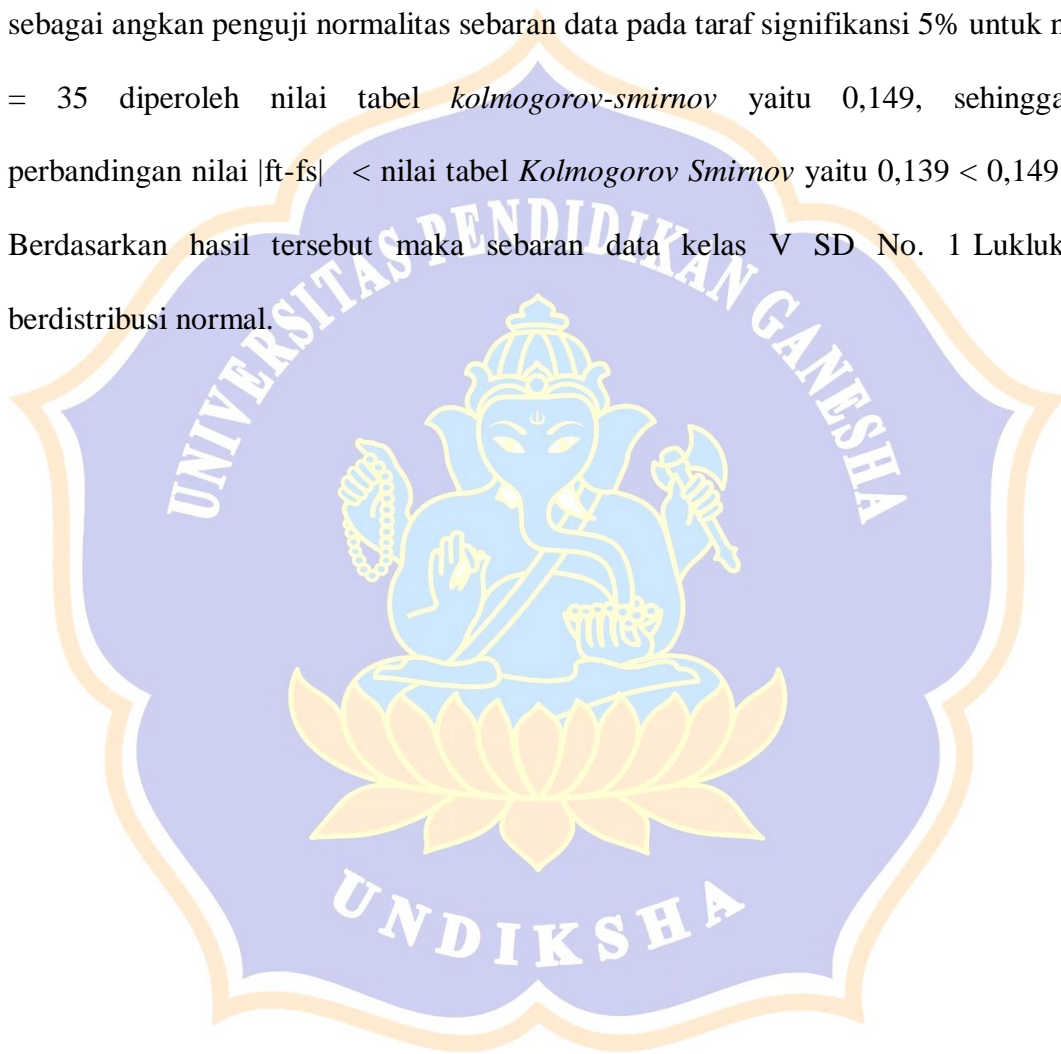 sebagai angkan penguji normalitas sebaran data pada taraf signifikansi 5% untuk n
= 35 diperoleh nilai tabel kolmogorov-smirnov yaitu 0,149, sehingga
perbandingan nilai |ft-fs| < nilai tabel Kolmogorov Smirnov yaitu 0,139 < 0,149
Berdasarkan hasil tersebut maka sebaran data kelas V SD No. 1 Lukluk
berdistribusi normal.
UNIVERSITAS PENDIDIKAN GANESHA
UNDIKSHA